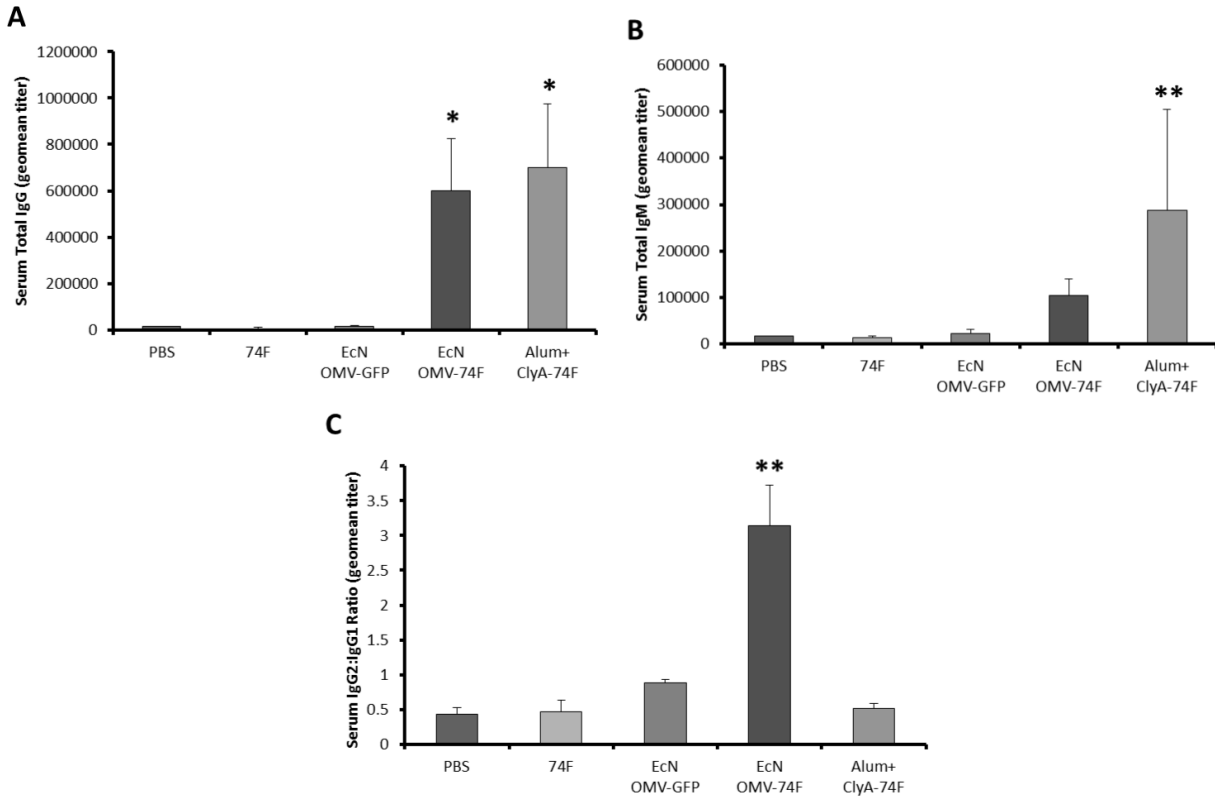 A
Serum Total IgG (geomean titer)
1200000
1000000
800000
600000
400000
200000
0
*
*
PBS
74F
EcN
OMV-GFP
EcN
OMV-74F
Alum+
ClyA-74F
B
Serum Total IgM (geomean titer)
600000
500000
400000
300000
200000
100000
0
**
PBS
74F
EcN
OMV-GFP
EcN
OMV-74F
Alum+
ClyA-74F
C
Serum IgG2:IgG1 Ratio (geomean titer)
4
3.5
3
2.5
2
1.5
1
0.5
0
**
PBS
74F
EcN
OMV-GFP
EcN
OMV-74F
Alum+
ClyA-74F